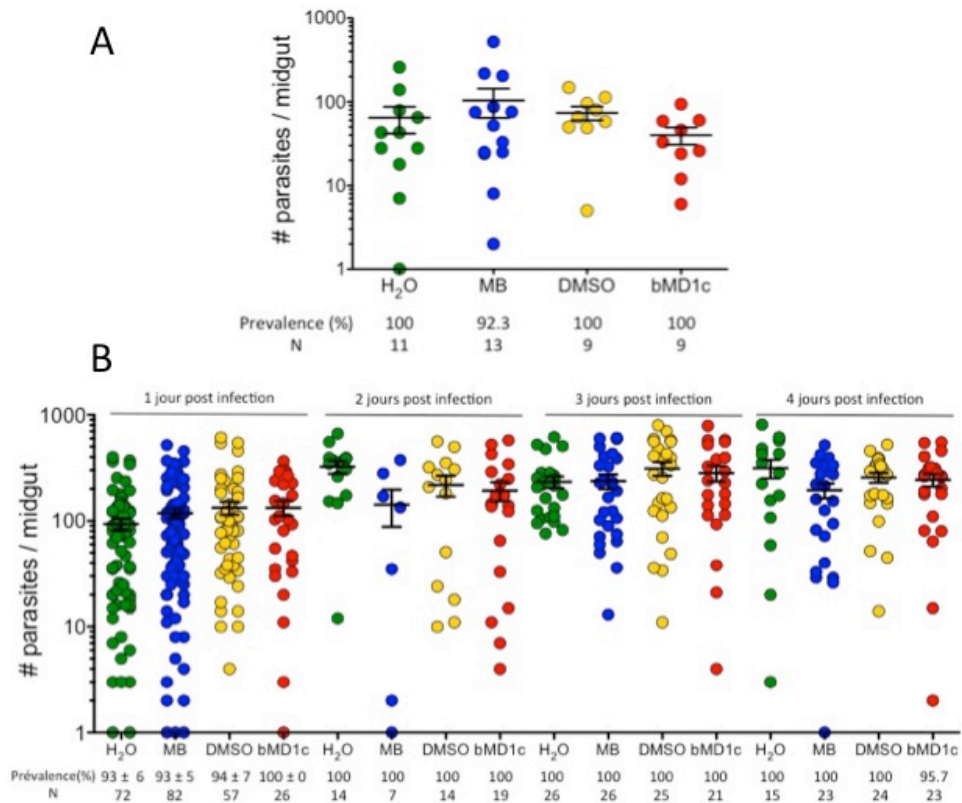 A
# parasites / midgut
1000
100
10
1
H₂O MB DMSO bMD1c
Prevalence (%) 100 92.3 100 100
N 11 13 9 9
B
1 jour post infection 2 jours post infection 3 jours post infection 4 jours post infection
# parasites / midgut
1000
100
10
1
H₂O MB DMSO bMD1c H₂O MB DMSO bMD1c H₂O MB DMSO bMD1c H₂O MB DMSO bMD1c
Prévalence(%) 93 ± 6 93 ± 5 94 ± 7 100 ± 0 100 100 100 100 100 100 100 100 100 100 100 95.7
N 72 82 57 26 14 7 14 19 26 26 25 21 15 23 24 23